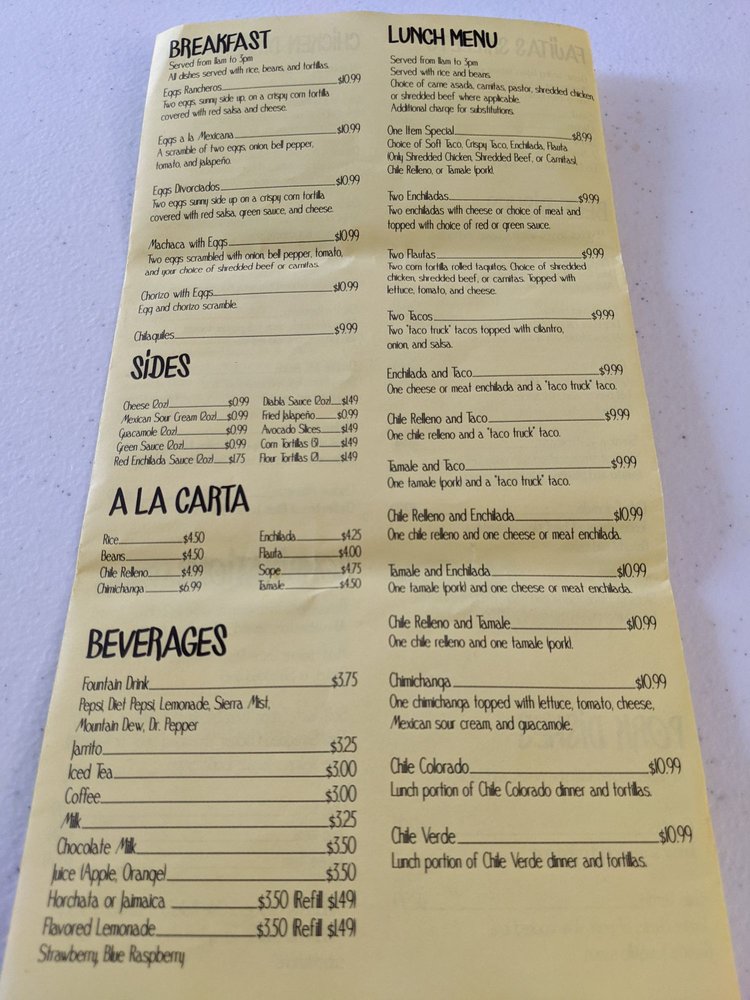 BREAKFAST
Served from 11am to 3pm
All dishes served with rice, beans, and tortillas.
Eggs Rancheros $10.99
Two eggs, sunny side up, on a crispy corn tortilla
covered with red salsa and cheese.
Eggs a la Mexicana $10.99
A scramble of two eggs, onion, bell pepper,
tomato, and jalapeño.
Eggs Divorciados $10.99
Two eggs sunny side up on a crispy corn tortilla
covered with red salsa, green sauce, and cheese.
Machaca with Eggs $10.99
Two eggs scrambled with onion, bell pepper, tomato,
and your choice of shredded beef or carnitas.
Chorizo with Eggs $10.99
Egg and chorizo scramble.
Chilaquiles $9.99
SIDES
Cheese (2oz) $0.99
Mexican Sour Cream (2oz) $0.99
Guacamole (2oz) $0.99
Green Sauce (2oz) $0.99
Red Enchilada Sauce (2oz) $1.75
Diabla Sauce (2oz) $1.49
Fried Jalapeño $0.99
Avocado Slices $1.49
Corn Tortillas (3) $1.49
Flour Tortillas (2) $1.49
A LA CARTA
Rice $4.50
Beans $4.50
Chile Relleno $4.99
Chimichanga $6.99
Enchilada $4.25
Flauta $4.00
Sope $4.75
Tamale $4.50
BEVERAGES
Fountain Drink $3.75
Pepsi, Diet Pepsi, Lemonade, Sierra Mist,
Mountain Dew, Dr. Pepper
Jarrito $3.25
Iced Tea $3.00
Coffee $3.00
Milk $3.25
Chocolate Milk $3.50
Juice (Apple, Orange) $3.50
Horchata or Jamaica $3.50 (Refill $1.49)
Flavored Lemonade $3.50 (Refill $1.49)
Strawberry, Blue Raspberry
LUNCH MENU
Served from 11am to 3pm
Served with rice and beans
Choice of carne asada, carnitas, pastor, shredded chicken,
or shredded beef where applicable.
Additional charge for substitutions.
One Item Special $8.99
Choice of Soft Taco, Crispy Taco, Enchilada, Flauta
(Only Shredded Chicken, Shredded Beef, or Carnitas),
Chile Relleno, or Tamale (pork).
Two Enchiladas $9.99
Two enchiladas with cheese or choice of meat and
topped with choice of red or green sauce.
Two Flautas $9.99
Two corn tortilla rolled taquitos. Choice of shredded
chicken, shredded beef, or carnitas. Topped with
lettuce, tomato, and cheese.
Two Tacos $9.99
Two "taco truck" tacos topped with cilantro,
onion, and salsa.
Enchilada and Taco $9.99
One cheese or meat enchilada and a "taco truck" taco.
Chile Relleno and Taco $9.99
One chile relleno and a "taco truck" taco.
Tamale and Taco $9.99
One tamale (pork) and a "taco truck" taco.
Chile Relleno and Enchilada $10.99
One chile relleno and one cheese or meat enchilada.
Tamale and Enchilada $10.99
One tamale (pork) and one cheese or meat enchilada.
Chile Relleno and Tamale $10.99
One chile relleno and one tamale (pork).
Chimichanga $10.99
One chimichanga topped with lettuce, tomato, cheese,
Mexican sour cream, and guacamole.
Chile Colorado $10.99
Lunch portion of Chile Colorado dinner and tortillas.
Chile Verde $10.99
Lunch portion of Chile Verde dinner and tortillas.